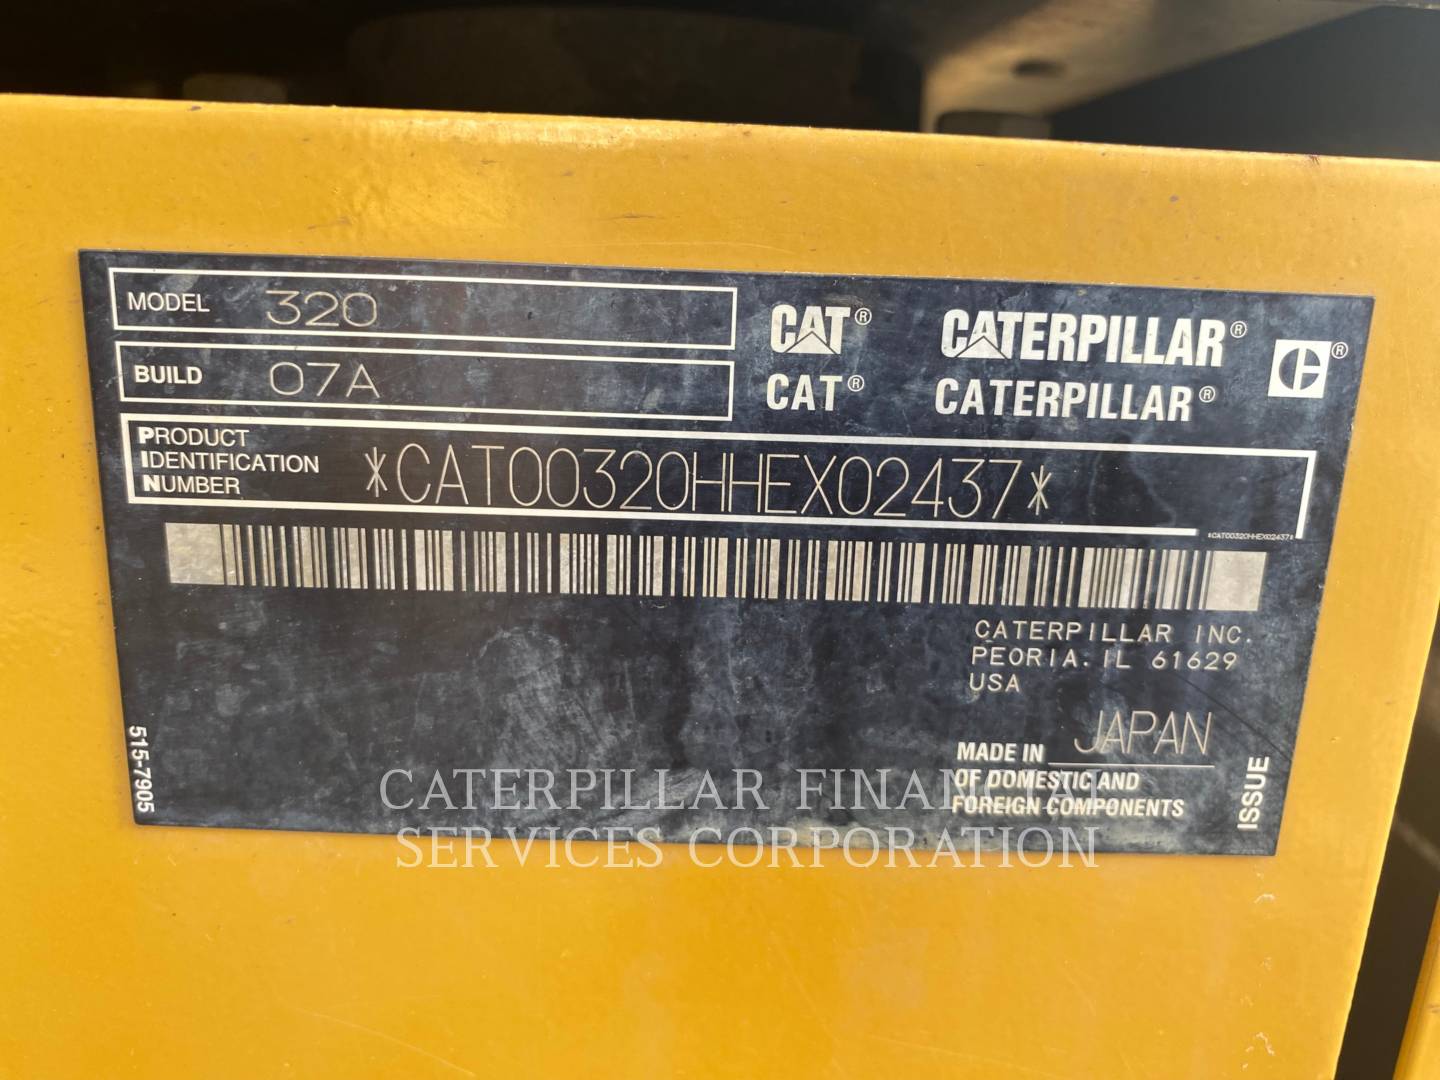 MODEL 320
BUILD 07A
CAT® CATERPILLAR® ®
CAT® CATERPILLAR®
PRODUCT
IDENTIFICATION
NUMBER
*CAT00320HHEX02437*
*CAT00320HHEX02437*
CATERPILLAR INC.
PEORIA. IL 61629
USA
MADE IN JAPAN
OF DOMESTIC AND
FOREIGN COMPONENTS
ISSUE
515-7905
CATERPILLAR FINANCIAL
SERVICES CORPORATION